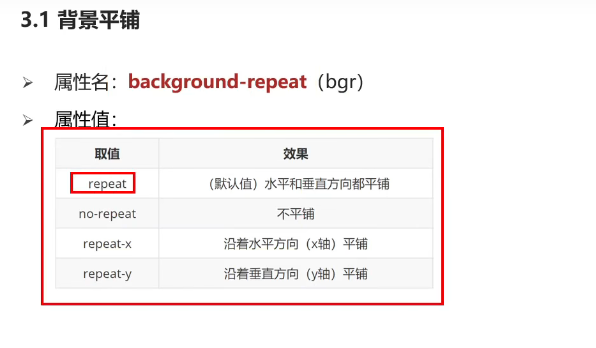 3.1 背景平铺
➢ 属性名：background-repeat（bgr）
➢ 属性值：
取值 效果
repeat （默认值）水平和垂直方向都平铺
no-repeat 不平铺
repeat-x 沿着水平方向（x轴）平铺
repeat-y 沿着垂直方向（y轴）平铺